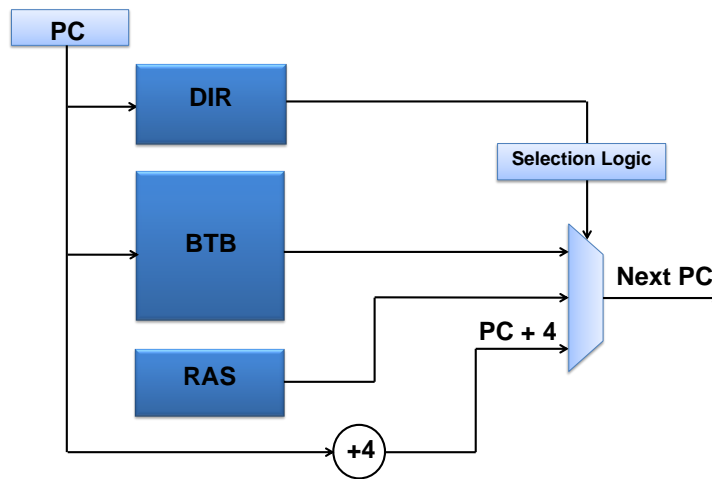 PC
DIR
Selection Logic
BTB
Next PC
PC + 4
RAS
+4